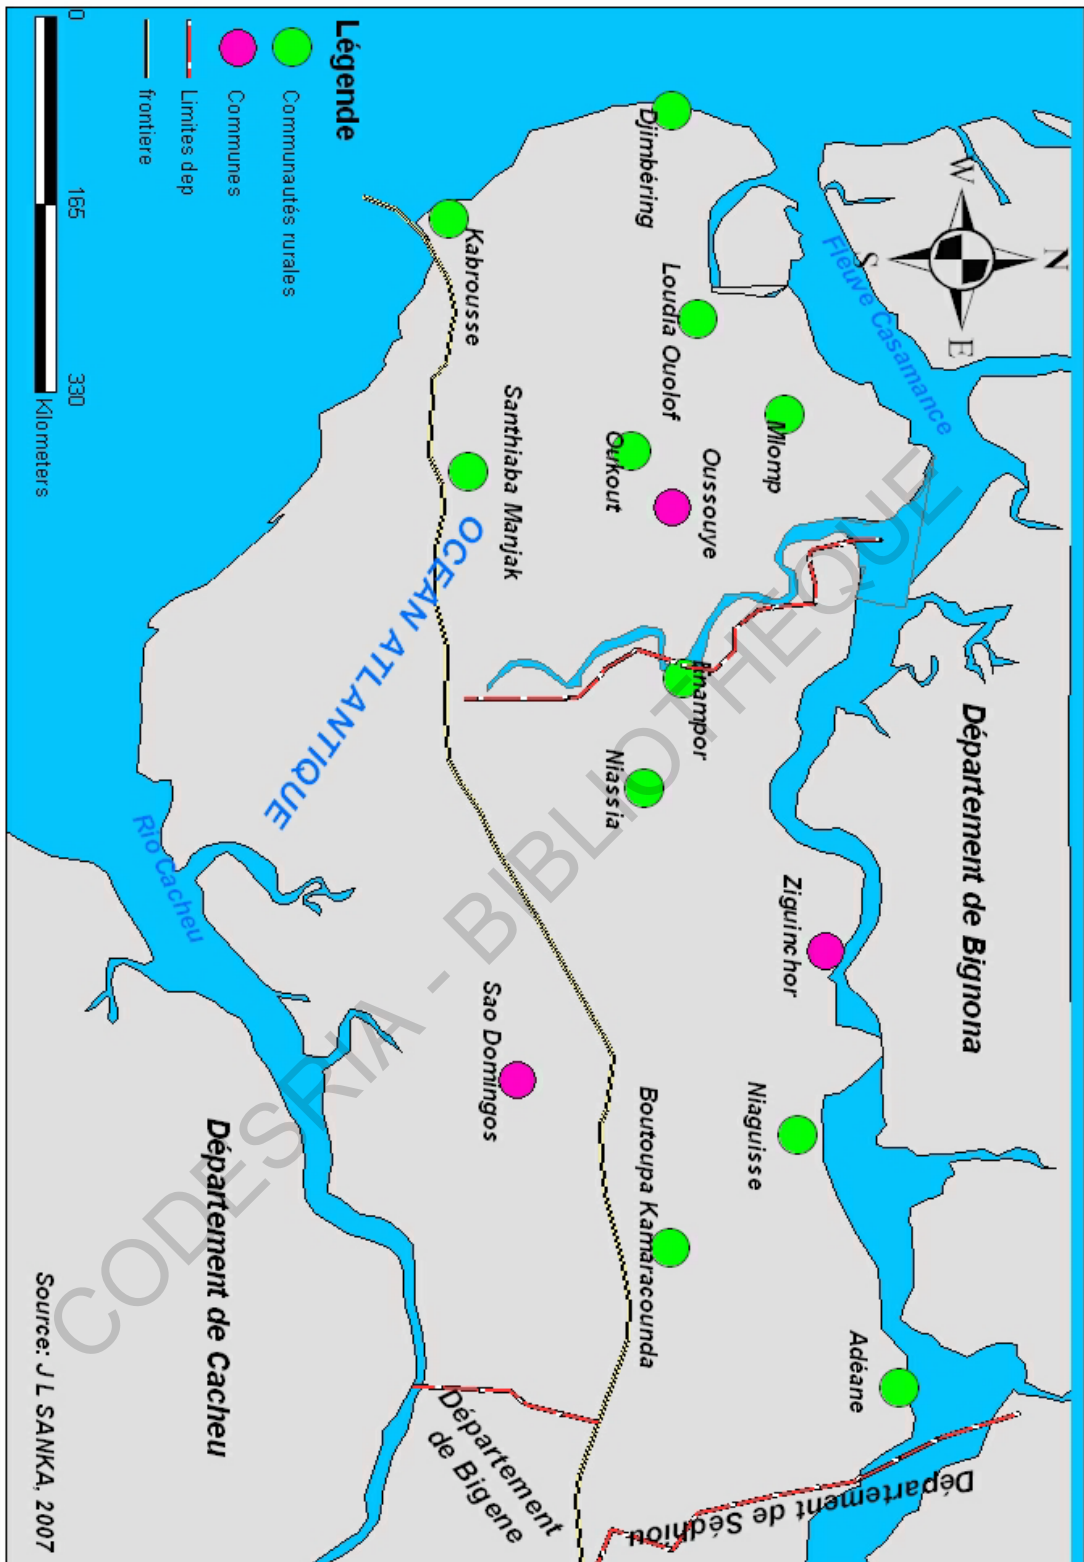 Légende
Communautés rurales
Communes
Limites dep
frontiere
0 165 330
Kilometers
N
W
E
S
Fleuve Casamance
Département de Bignona
Djimbéring
Kabrousse
Loudia Ouolof
Mlomp
Oukout
Oussouye
Santhiaba Manjak
Enampor
Niassia
Ziguinchor
Niaguisse
Boutoupa Kamaracounda
Adéane
Sao Domingos
OCEAN ATLANTIQUE
Rio Cacheu
Département de Cacheu
Département
de Bigene
Département de Sédhiou
Source: J L SANKA, 2007
CODESRIA - BIBLIOTHEQUE